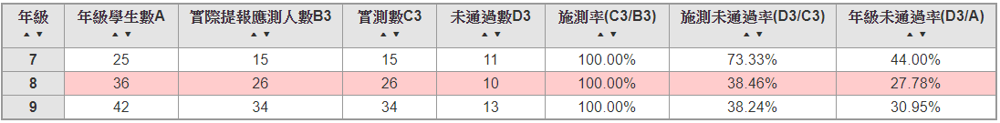 年級 年級學生數A 實際提報應測人數B3 實測數C3 未通過數D3 施測率(C3/B3) 施測未通過率(D3/C3) 年級未通過率(D3/A)
▲ ▼ ▲ ▼ ▲ ▼ ▲ ▼ ▲ ▼ ▲ ▼ ▲ ▼ ▲ ▼
7 25 15 15 11 100.00% 73.33% 44.00%
8 36 26 26 10 100.00% 38.46% 27.78%
9 42 34 34 13 100.00% 38.24% 30.95%